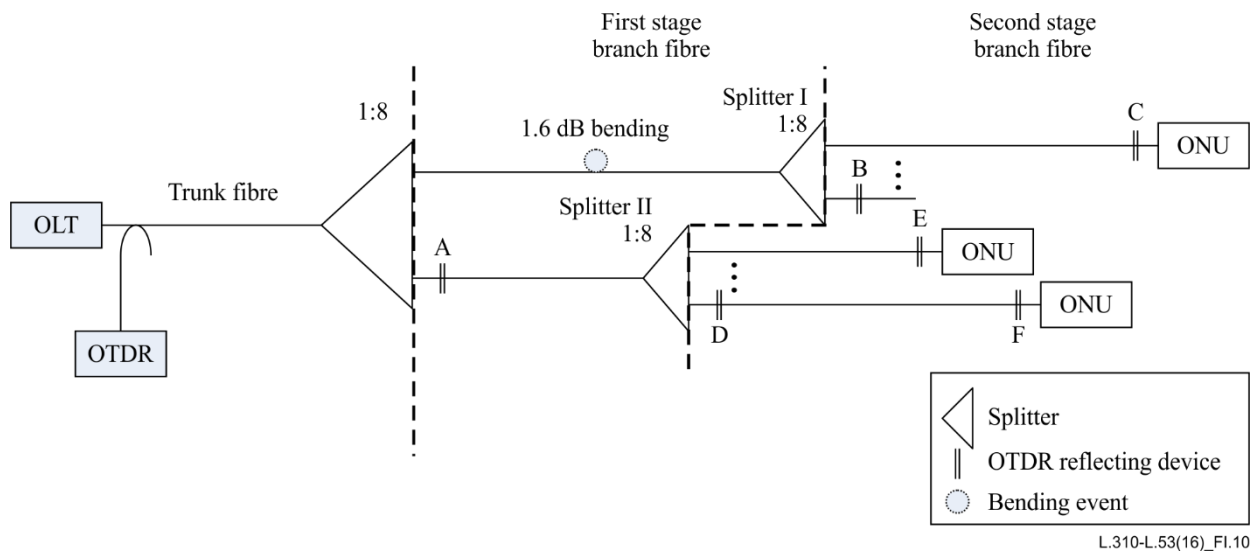 First stage
branch fibre
Second stage
branch fibre
1:8
Splitter I
1:8
1.6 dB bending
C
ONU
B
Trunk fibre
OLT
Splitter II
1:8
E
ONU
A
D
F
ONU
OTDR
Splitter
OTDR reflecting device
Bending event
L.310-L.53(16)_FI.10